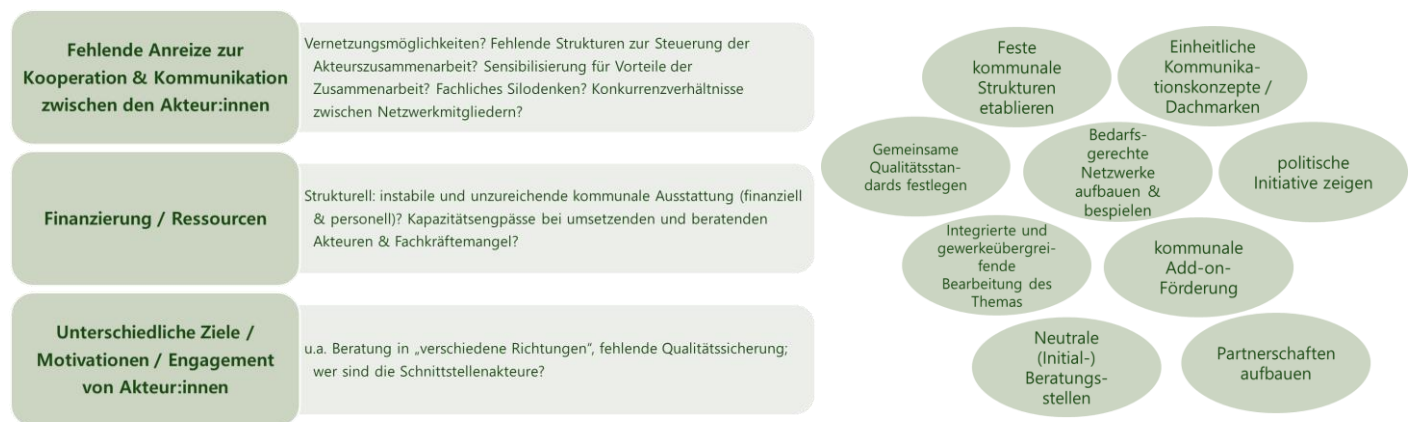 Fehlende Anreize zur
Kooperation & Kommunikation
zwischen den Akteur:innen
Vernetzungsmöglichkeiten? Fehlende Strukturen zur Steuerung der
Akteurszusammenarbeit? Sensibilisierung für Vorteile der
Zusammenarbeit? Fachliches Silodenken? Konkurrenzverhältnisse
zwischen Netzwerkmitgliedern?
Finanzierung / Ressourcen
Strukturell: instabile und unzureichende kommunale Ausstattung (finanziell
& personell)? Kapazitätsengpässe bei umsetzenden und beratenden
Akteuren & Fachkräftemangel?
Unterschiedliche Ziele /
Motivationen / Engagement
von Akteur:innen
u.a. Beratung in „verschiedene Richtungen“, fehlende Qualitätssicherung;
wer sind die Schnittstellenakteure?
Feste
kommunale
Strukturen
etablieren
Einheitliche
Kommunika-
tionskonzepte /
Dachmarken
Gemeinsame
Qualitätsstan-
dards festlegen
Bedarfs-
gerechte
Netzwerke
aufbauen &
bespielen
politische
Initiative zeigen
Integrierte und
gewerkeübergrei-
fende
Bearbeitung des
Themas
kommunale
Add-on-
Förderung
Neutrale
(Initial-)
Beratungs-
stellen
Partnerschaften
aufbauen